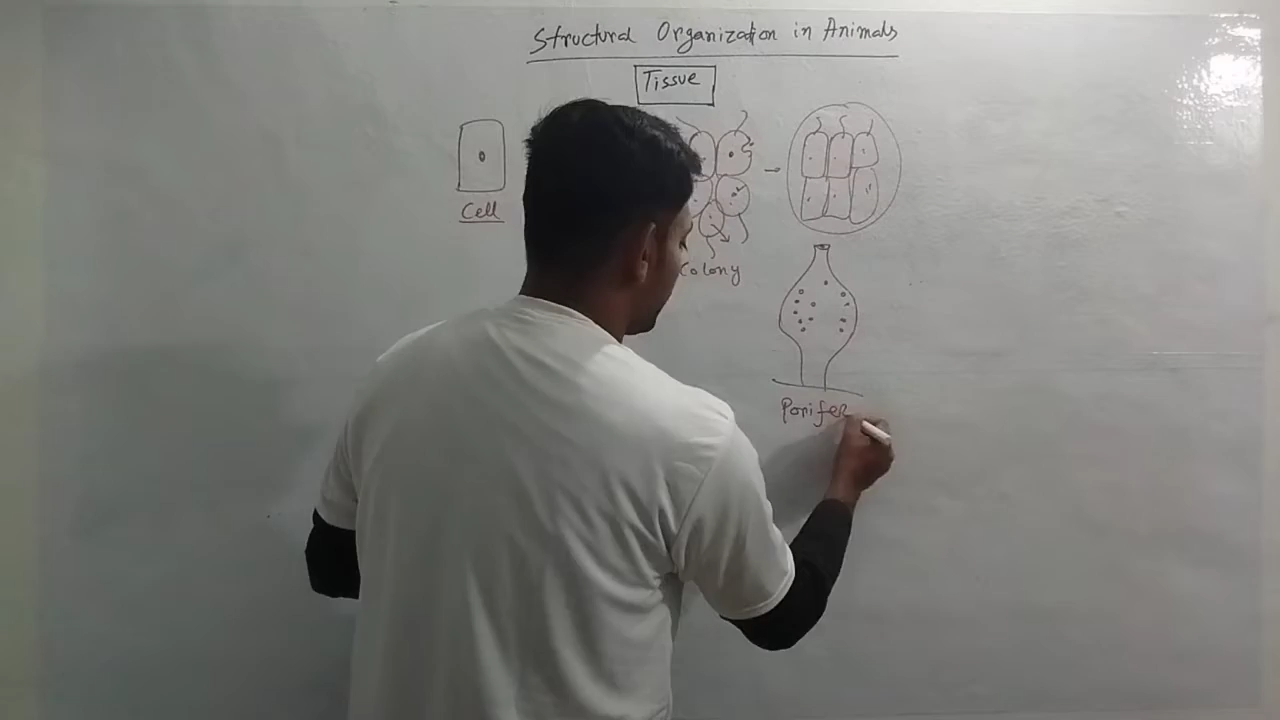 Structural Organization in Animals
Tissue
Cell
Colony
Porifer